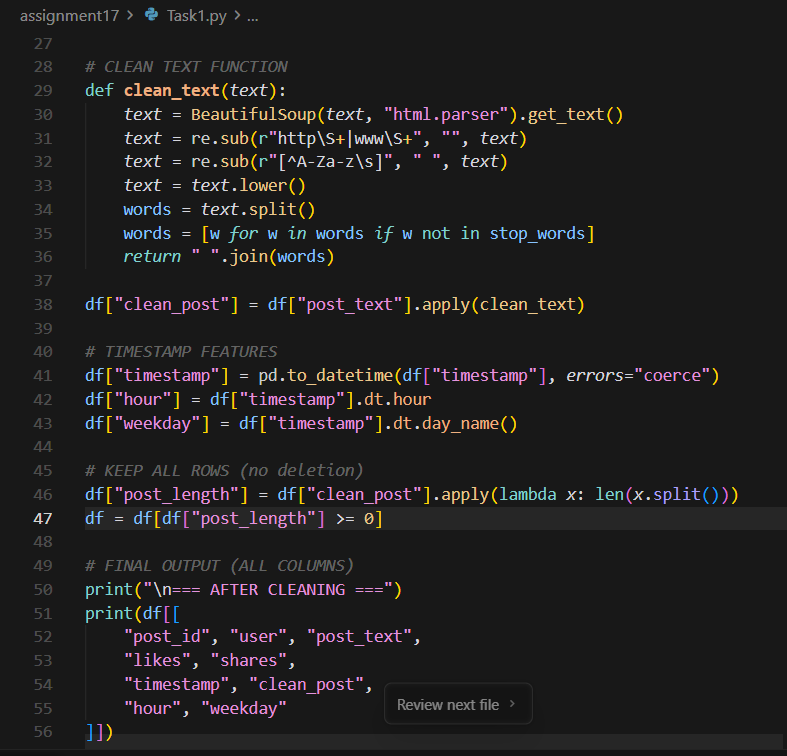 assignment17 > Task1.py > ...
27
28 # CLEAN TEXT FUNCTION
29 def clean_text(text):
30     text = BeautifulSoup(text, "html.parser").get_text()
31     text = re.sub(r"http\S+|www\S+", "", text)
32     text = re.sub(r"[^A-Za-z\s]", " ", text)
33     text = text.lower()
34     words = text.split()
35     words = [w for w in words if w not in stop_words]
36     return " ".join(words)
37
38 df["clean_post"] = df["post_text"].apply(clean_text)
39
40 # TIMESTAMP FEATURES
41 df["timestamp"] = pd.to_datetime(df["timestamp"], errors="coerce")
42 df["hour"] = df["timestamp"].dt.hour
43 df["weekday"] = df["timestamp"].dt.day_name()
44
45 # KEEP ALL ROWS (no deletion)
46 df["post_length"] = df["clean_post"].apply(lambda x: len(x.split()))
47 df = df[df["post_length"] >= 0]
48
49 # FINAL OUTPUT (ALL COLUMNS)
50 print("\n=== AFTER CLEANING ===")
51 print(df[[
52     "post_id", "user", "post_text",
53     "likes", "shares",
54     "timestamp", "clean_post",
55     "hour", "weekday"
56 ]])
Review next file >